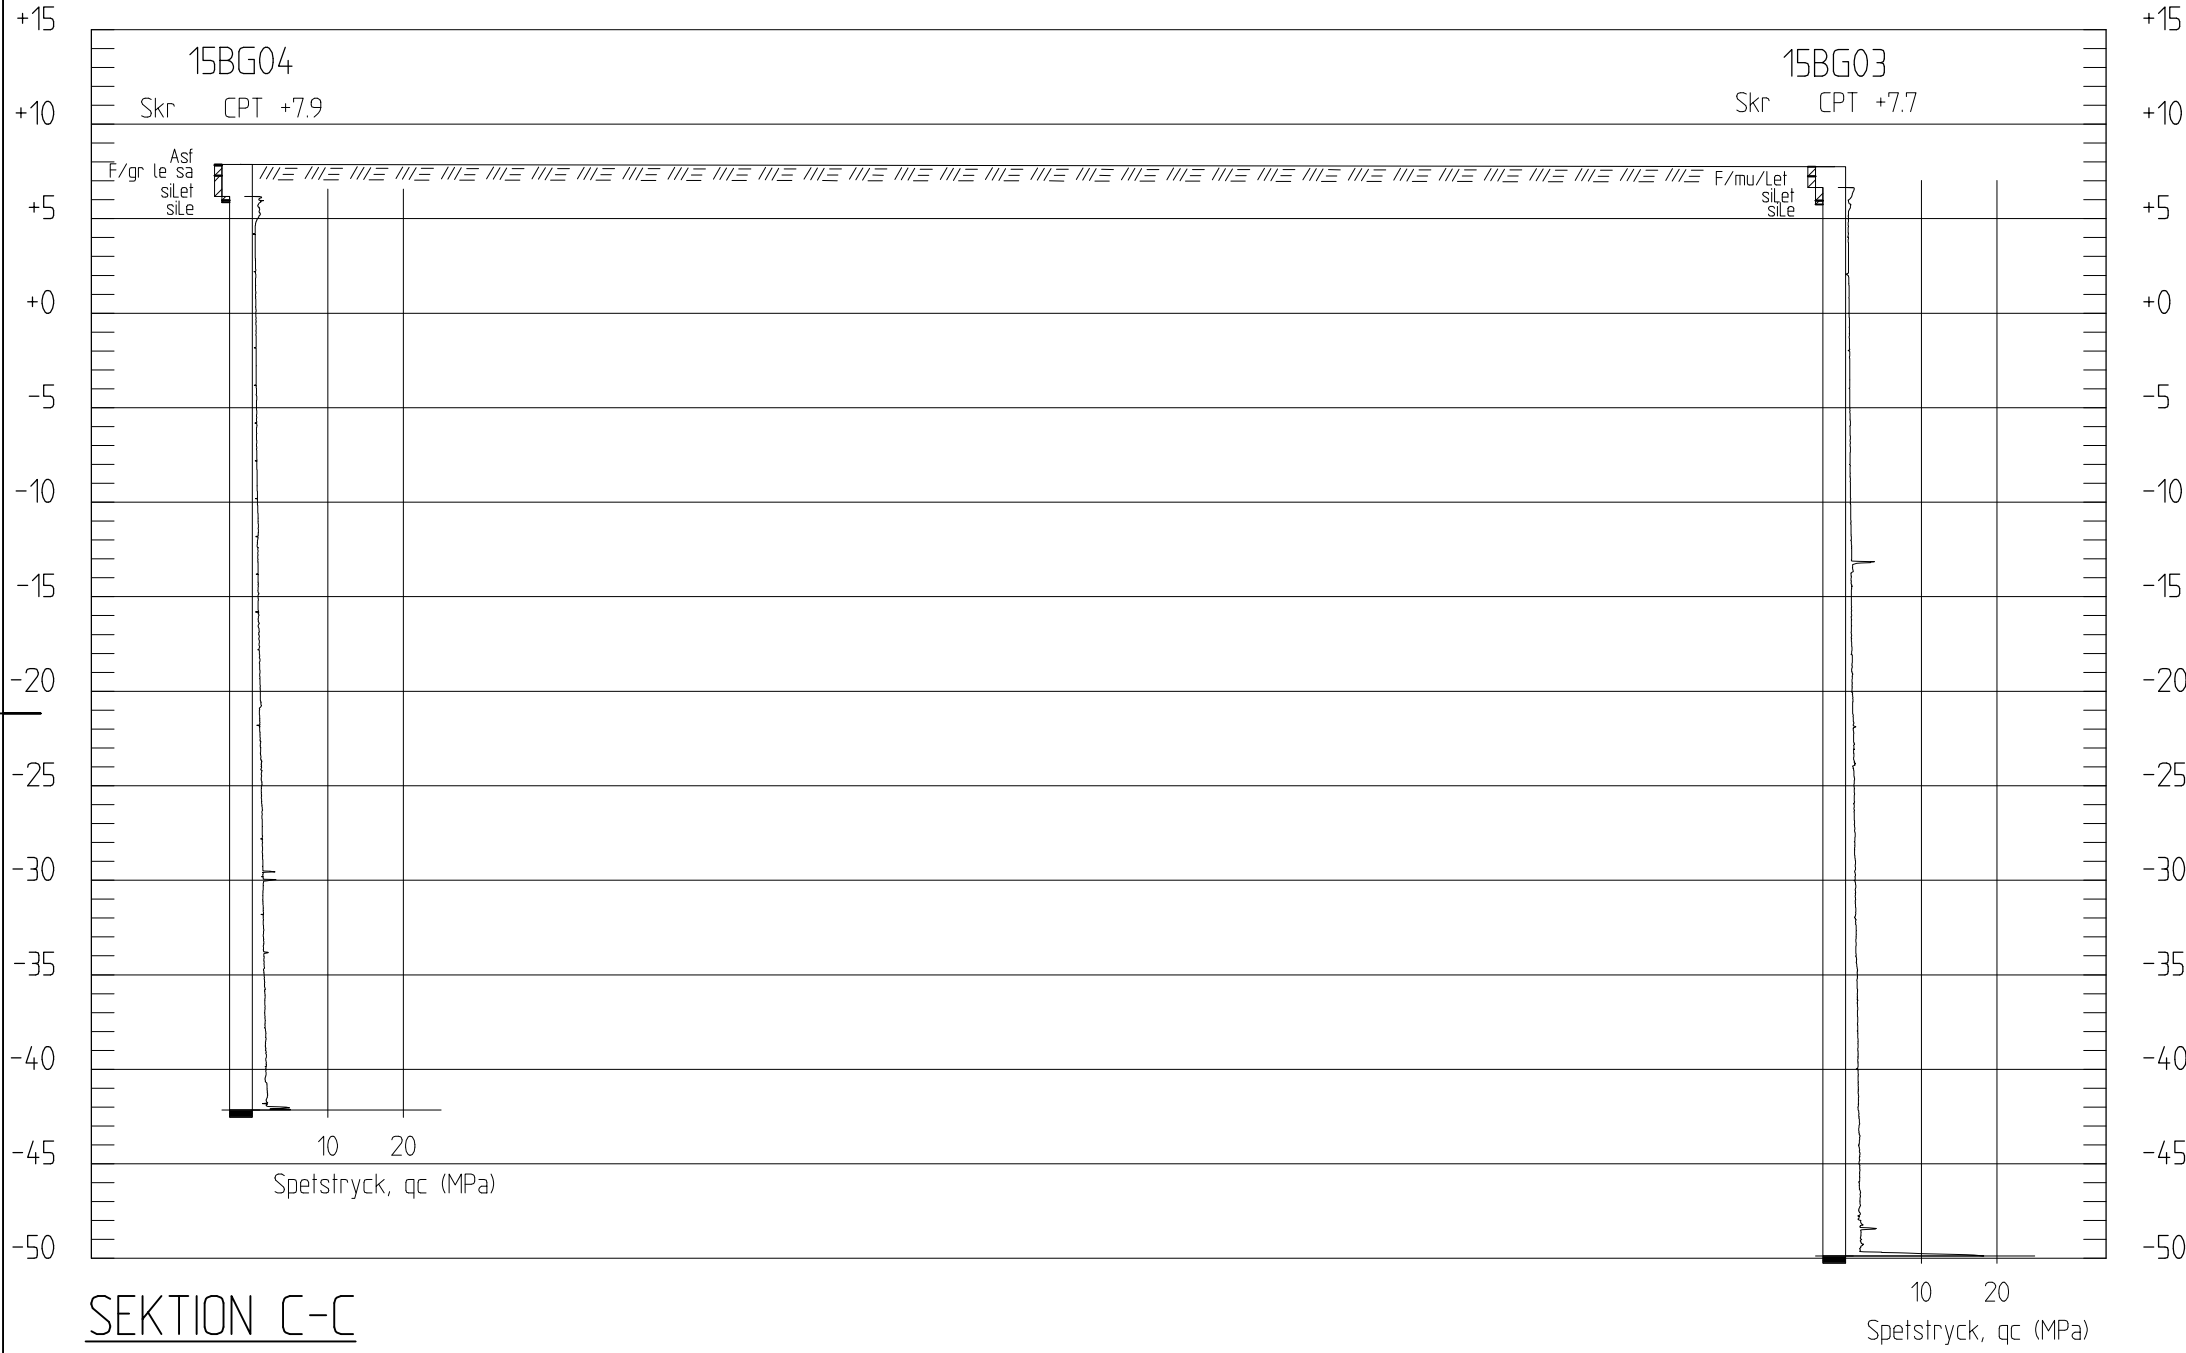 +15 +15
15BG04 15BG03
Skr CPT +7.9 Skr CPT +7.7
+10 +10
Asf
F/gr le sa F/mu/Let
siLet siLet
siLe siLe
+5 +5
+0 +0
-5 -5
-10 -10
-15 -15
-20 -20
-25 -25
-30 -30
-35 -35
-40 -40
10 20
-45 -45
Spetstryck, qc (MPa)
-50 -50
10 20
SEKTION C-C
Spetstryck, qc (MPa)